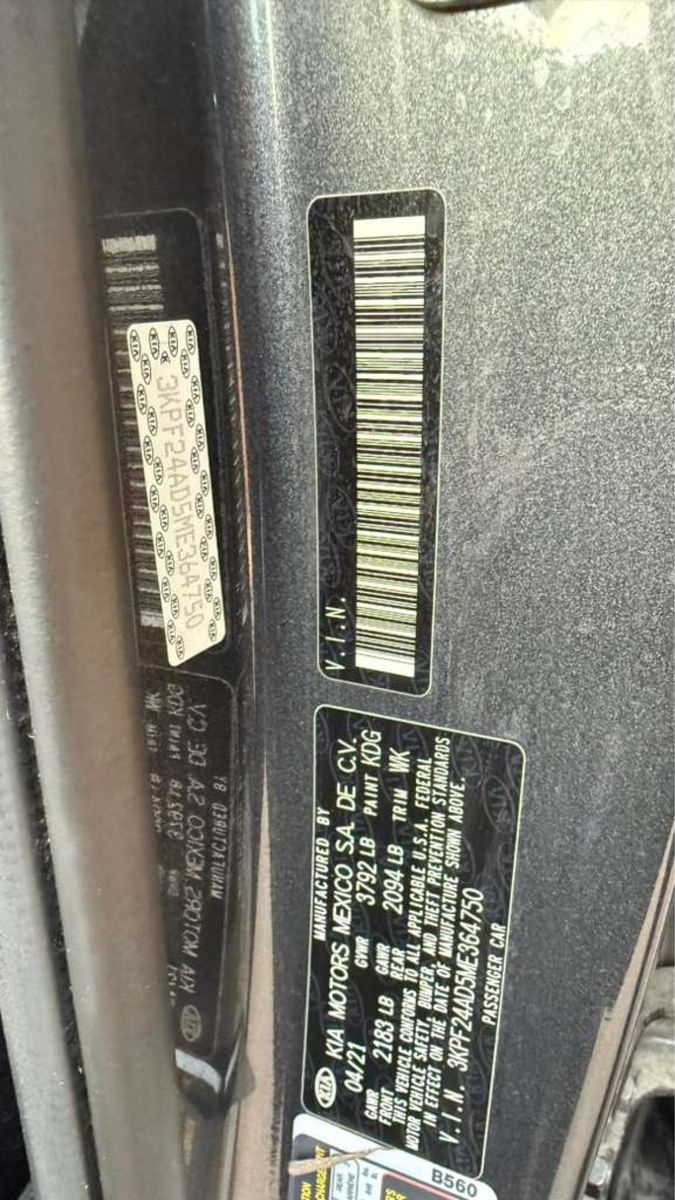 3KPF24AD5ME364750
V.I.N.
MANUFACTURED BY
KIA KIA MOTORS MEXICO S.A. DE C.V.
04/21 GVWR 3792 LB PAINT KDG
GAWR FRONT 2183 LB GAWR REAR 2094 LB TRIM WK
THIS VEHICLE CONFORMS TO ALL APPLICABLE U.S.A. FEDERAL
MOTOR VEHICLE SAFETY, BUMPER, AND THEFT PREVENTION STANDARDS
IN EFFECT ON THE DATE OF MANUFACTURE SHOWN ABOVE.
V.I.N. 3KPF24AD5ME364750
PASSENGER CAR
B560